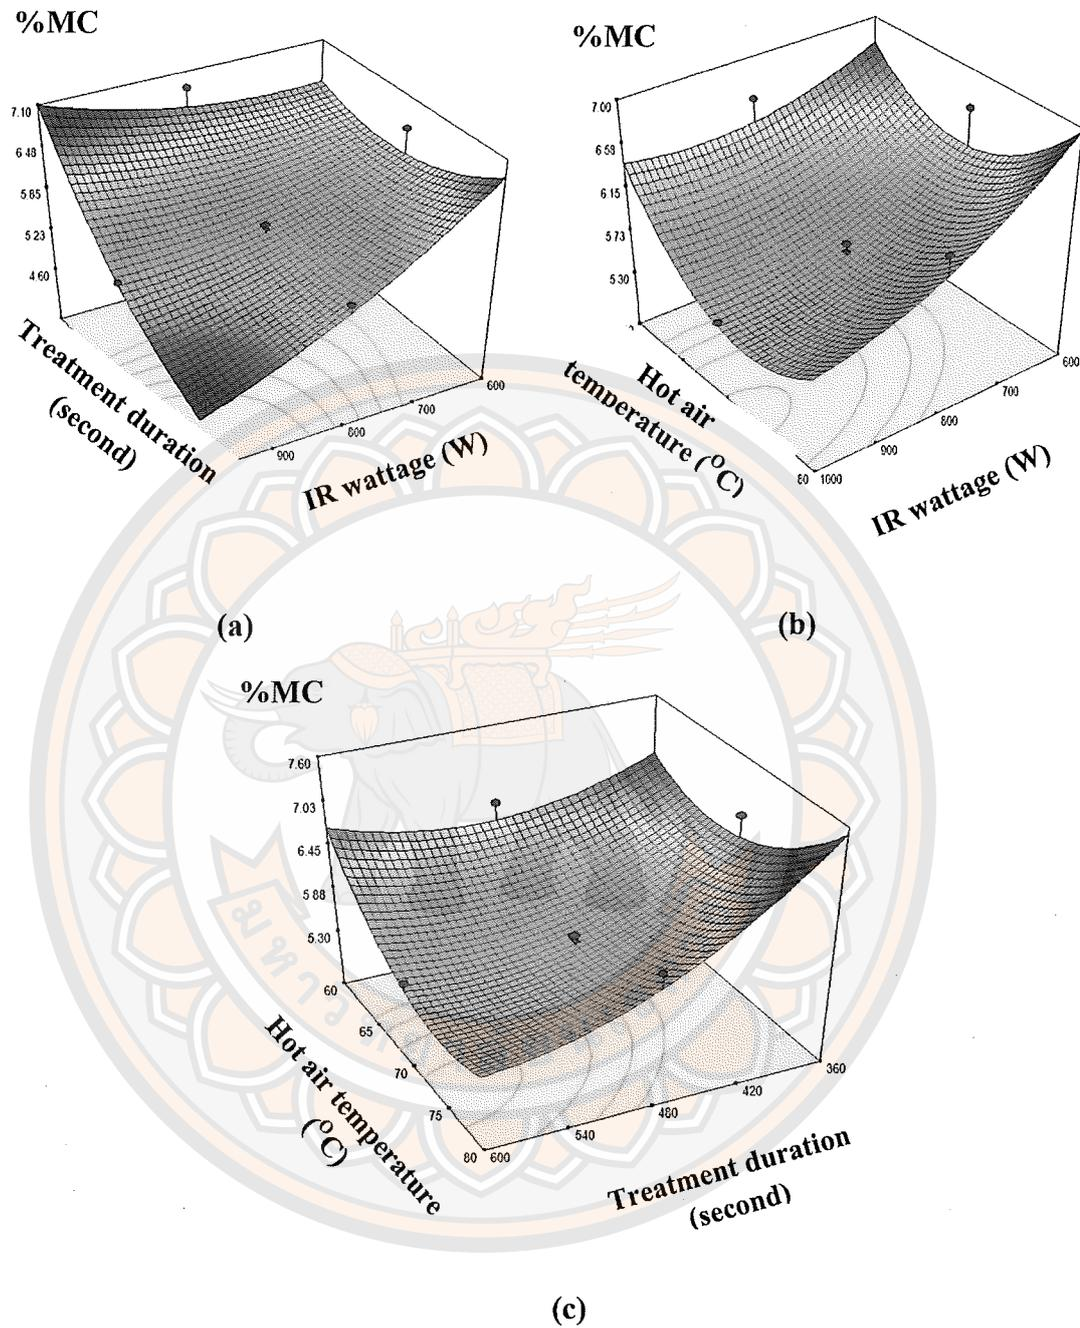 %MC
7.10
6.48
5.85
5.23
4.60
Treatment duration
(second)
900
800
700
600
IR wattage (W)
(a)
%MC
7.00
6.58
6.15
5.73
5.30
Hot air
temperature (°C)
80
1000
900
800
700
600
IR wattage (W)
(b)
%MC
7.60
7.03
6.45
5.88
5.30
60
65
70
75
80
Hot air temperature
(°C)
600
540
480
420
360
Treatment duration
(second)
(c)